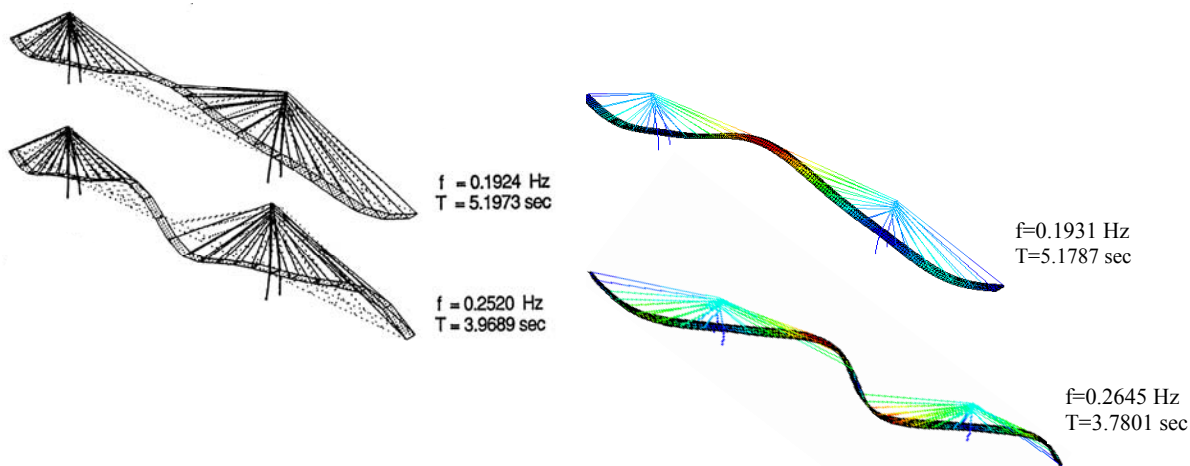 f = 0.1924 Hz
T = 5.1973 sec
f = 0.2520 Hz
T = 3.9689 sec
f=0.1931 Hz
T=5.1787 sec
f=0.2645 Hz
T=3.7801 sec